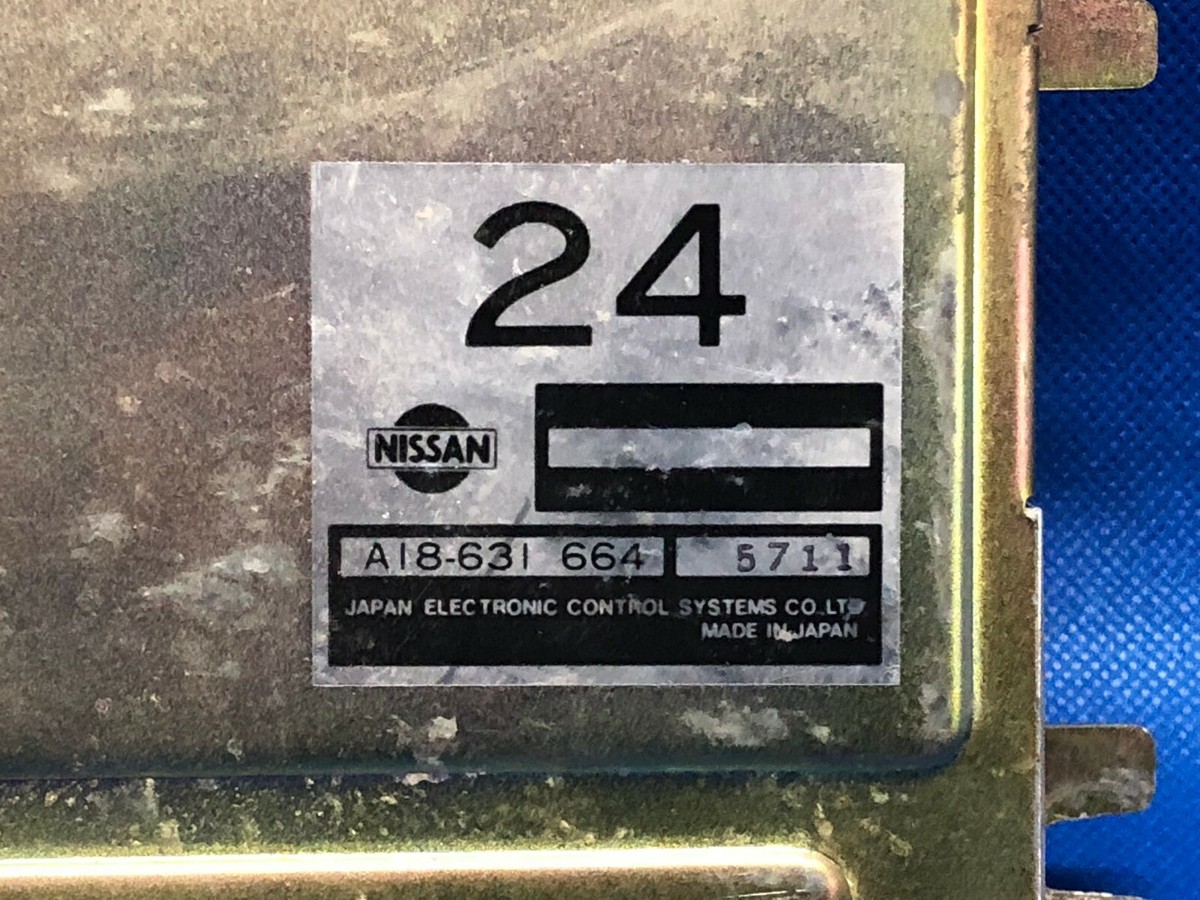 24
NISSAN
A18-631 664 5711
JAPAN ELECTRONIC CONTROL SYSTEMS CO.,LTD
MADE IN JAPAN